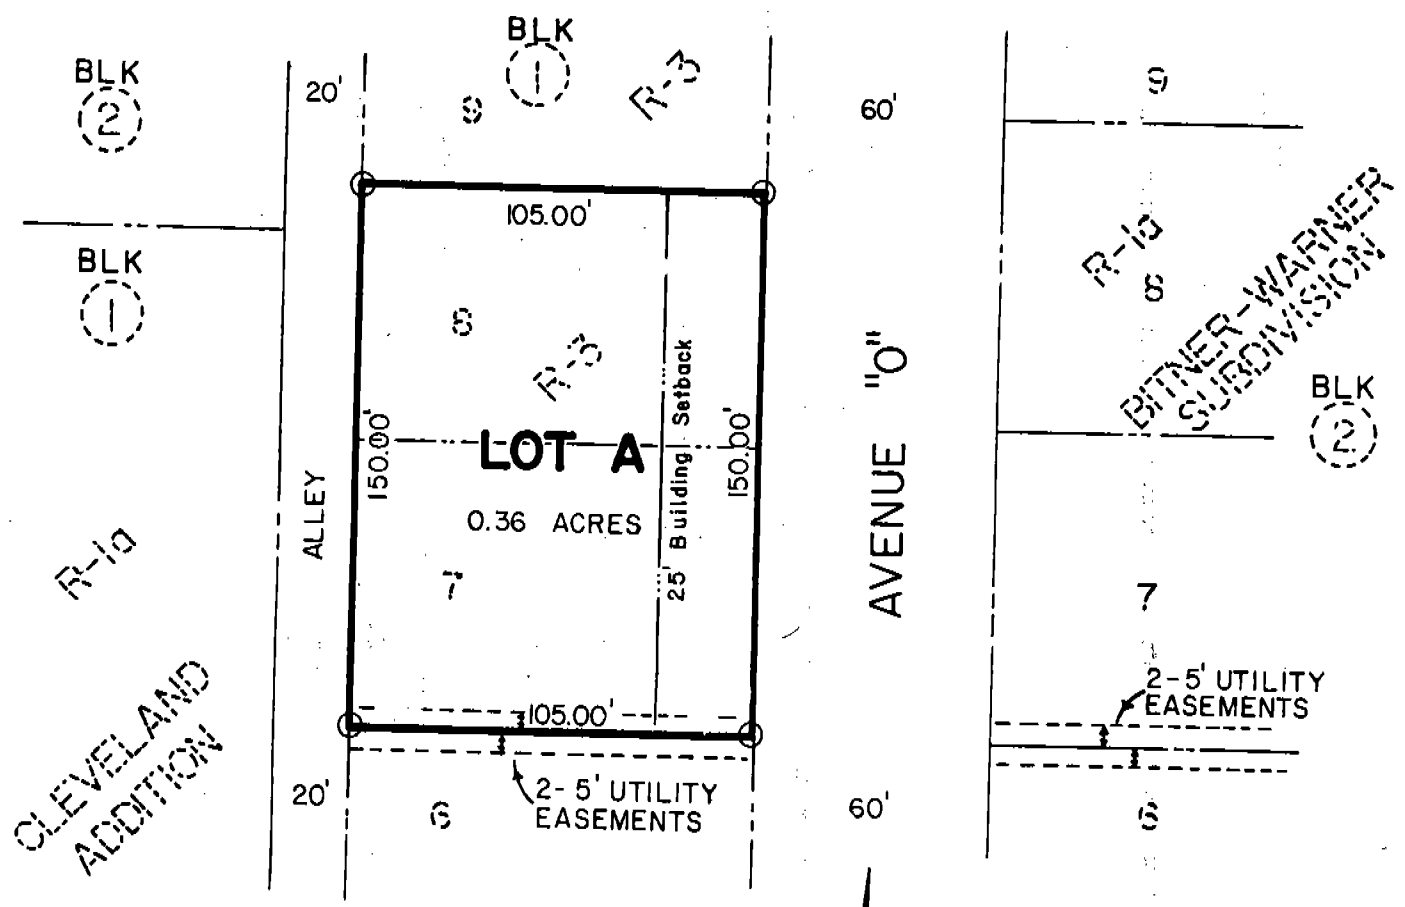 BLK
1
BLK
2
20'
9
R-3
60'
9
105.00'
R-1a
8
BITNER-WARNER
SUBDIVISION
BLK
1
8
R-3
25' Building Setback
AVENUE "O"
BLK
2
150.00'
LOT A
150.00'
0.36 ACRES
ALLEY
R-1a
7
7
CLEVELAND
ADDITION
105.00'
2-5' UTILITY
EASEMENTS
20'
6
2-5' UTILITY
EASEMENTS
60'
6